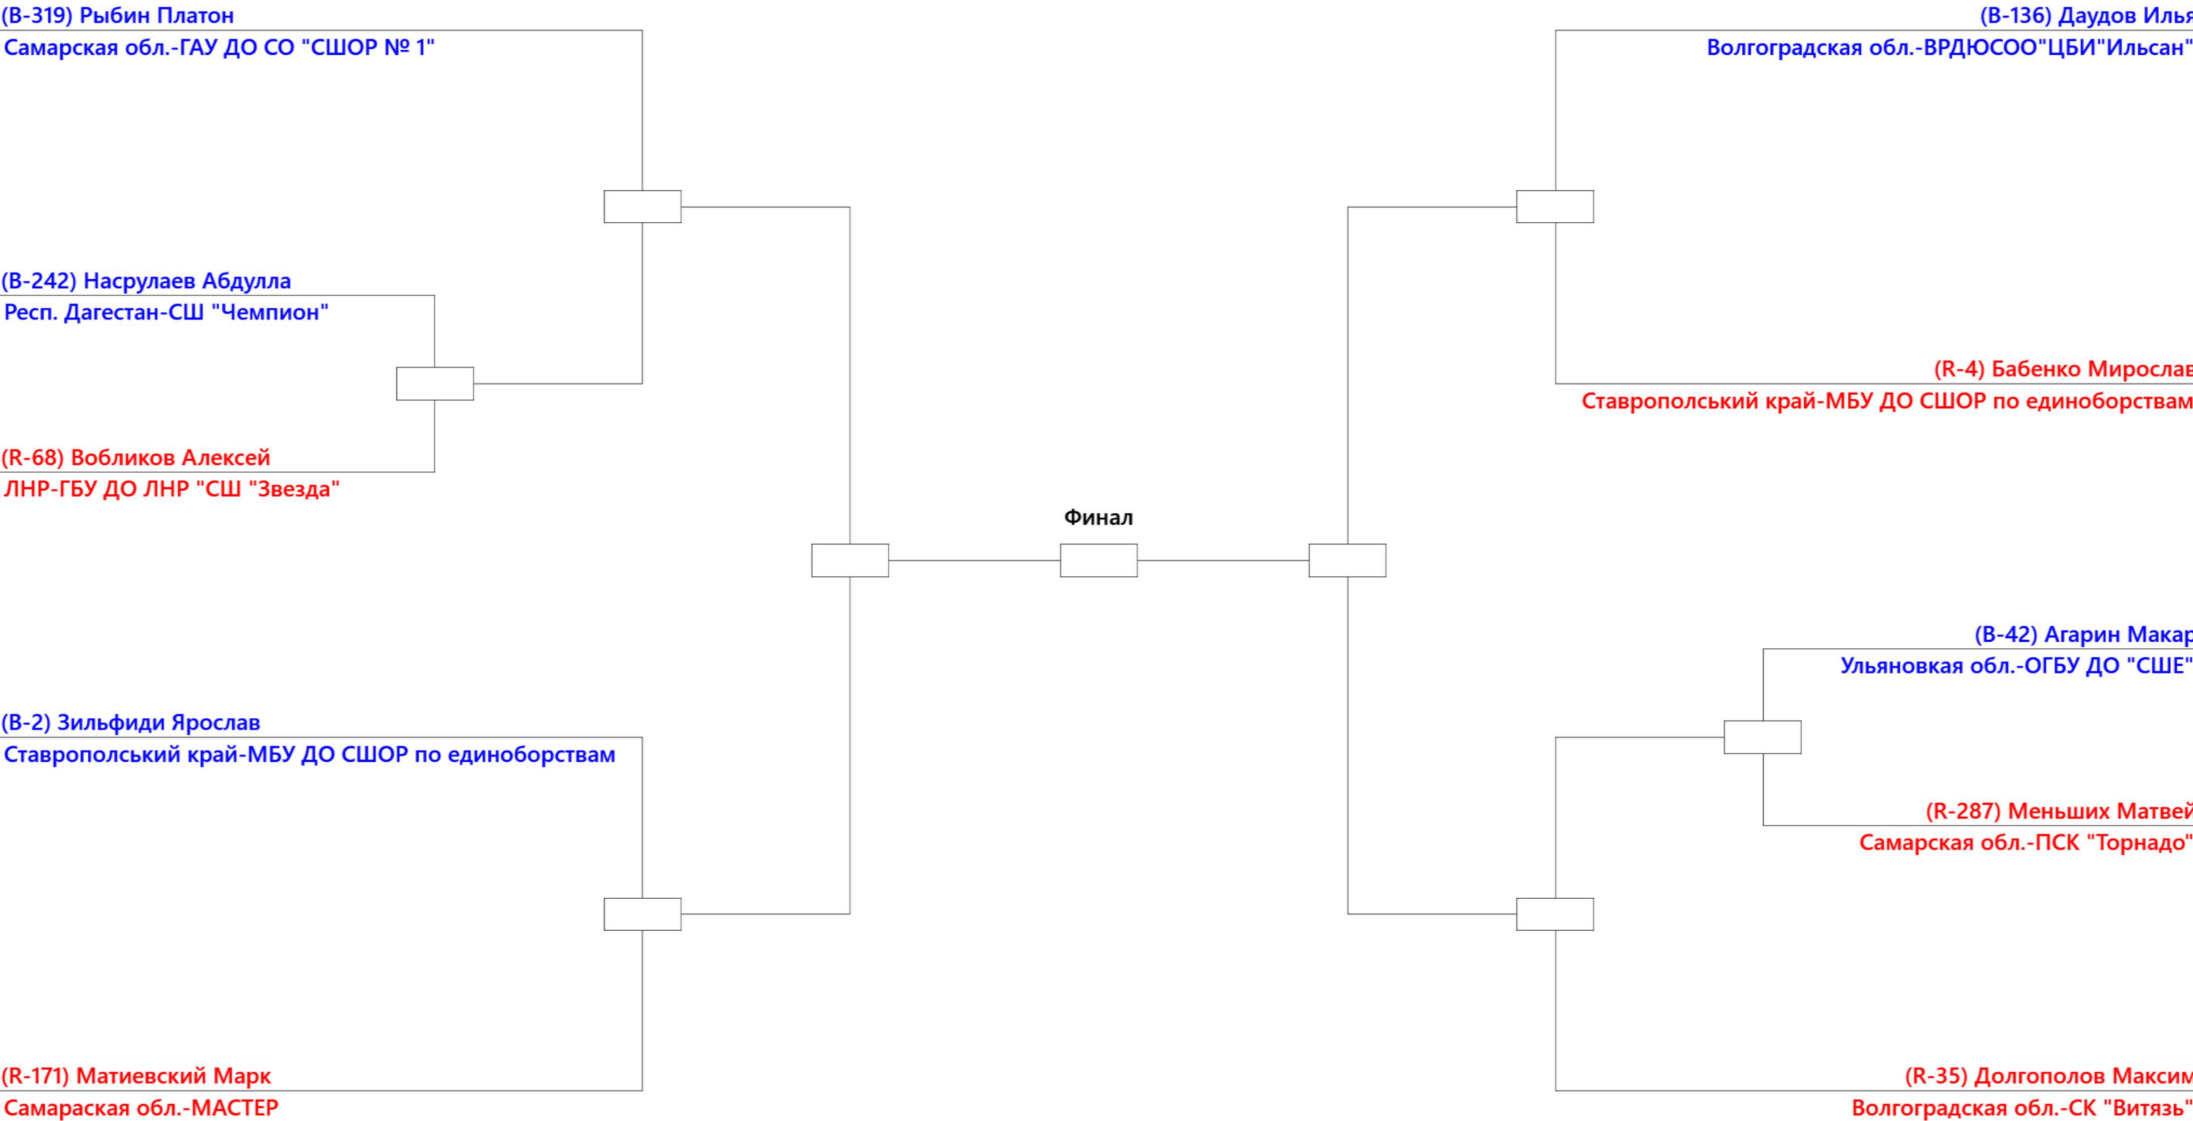 (B-319) Рыбин Платон
Самарская обл.-ГАУ ДО СО "СШОР № 1"
(B-242) Насрулаев Абдулла
Респ. Дагестан-СШ "Чемпион"
(R-68) Вобликов Алексей
ЛНР-ГБУ ДО ЛНР "СШ "Звезда"
(B-2) Зильфиди Ярослав
Ставропольський край-МБУ ДО СШОР по единоборствам
(R-171) Матиевский Марк
Самараская обл.-МАСТЕР
Финал
(B-136) Даудов Илья
Волгоградская обл.-ВРДЮСОО"ЦБИ"Ильсан"
(R-4) Бабенко Мирослав
Ставропольський край-МБУ ДО СШОР по единоборствам
(B-42) Агарин Макар
Ульяновкая обл.-ОГБУ ДО "СШЕ"
(R-287) Меньших Матвей
Самарская обл.-ПСК "Торнадо"
(R-35) Долгополов Максим
Волгоградская обл.-СК "Витязь"